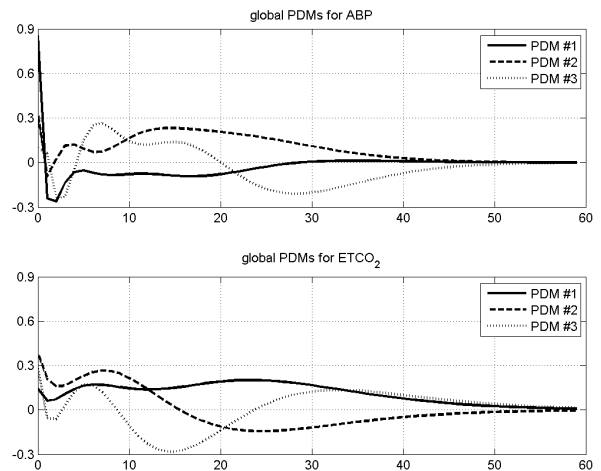 global PDMs for ABP
0.9
0.6
0.3
0
-0.3
0 10 20 30 40 50 60
PDM #1
PDM #2
PDM #3
global PDMs for ETCO2
0.9
0.6
0.3
0
-0.3
0 10 20 30 40 50 60
PDM #1
PDM #2
PDM #3